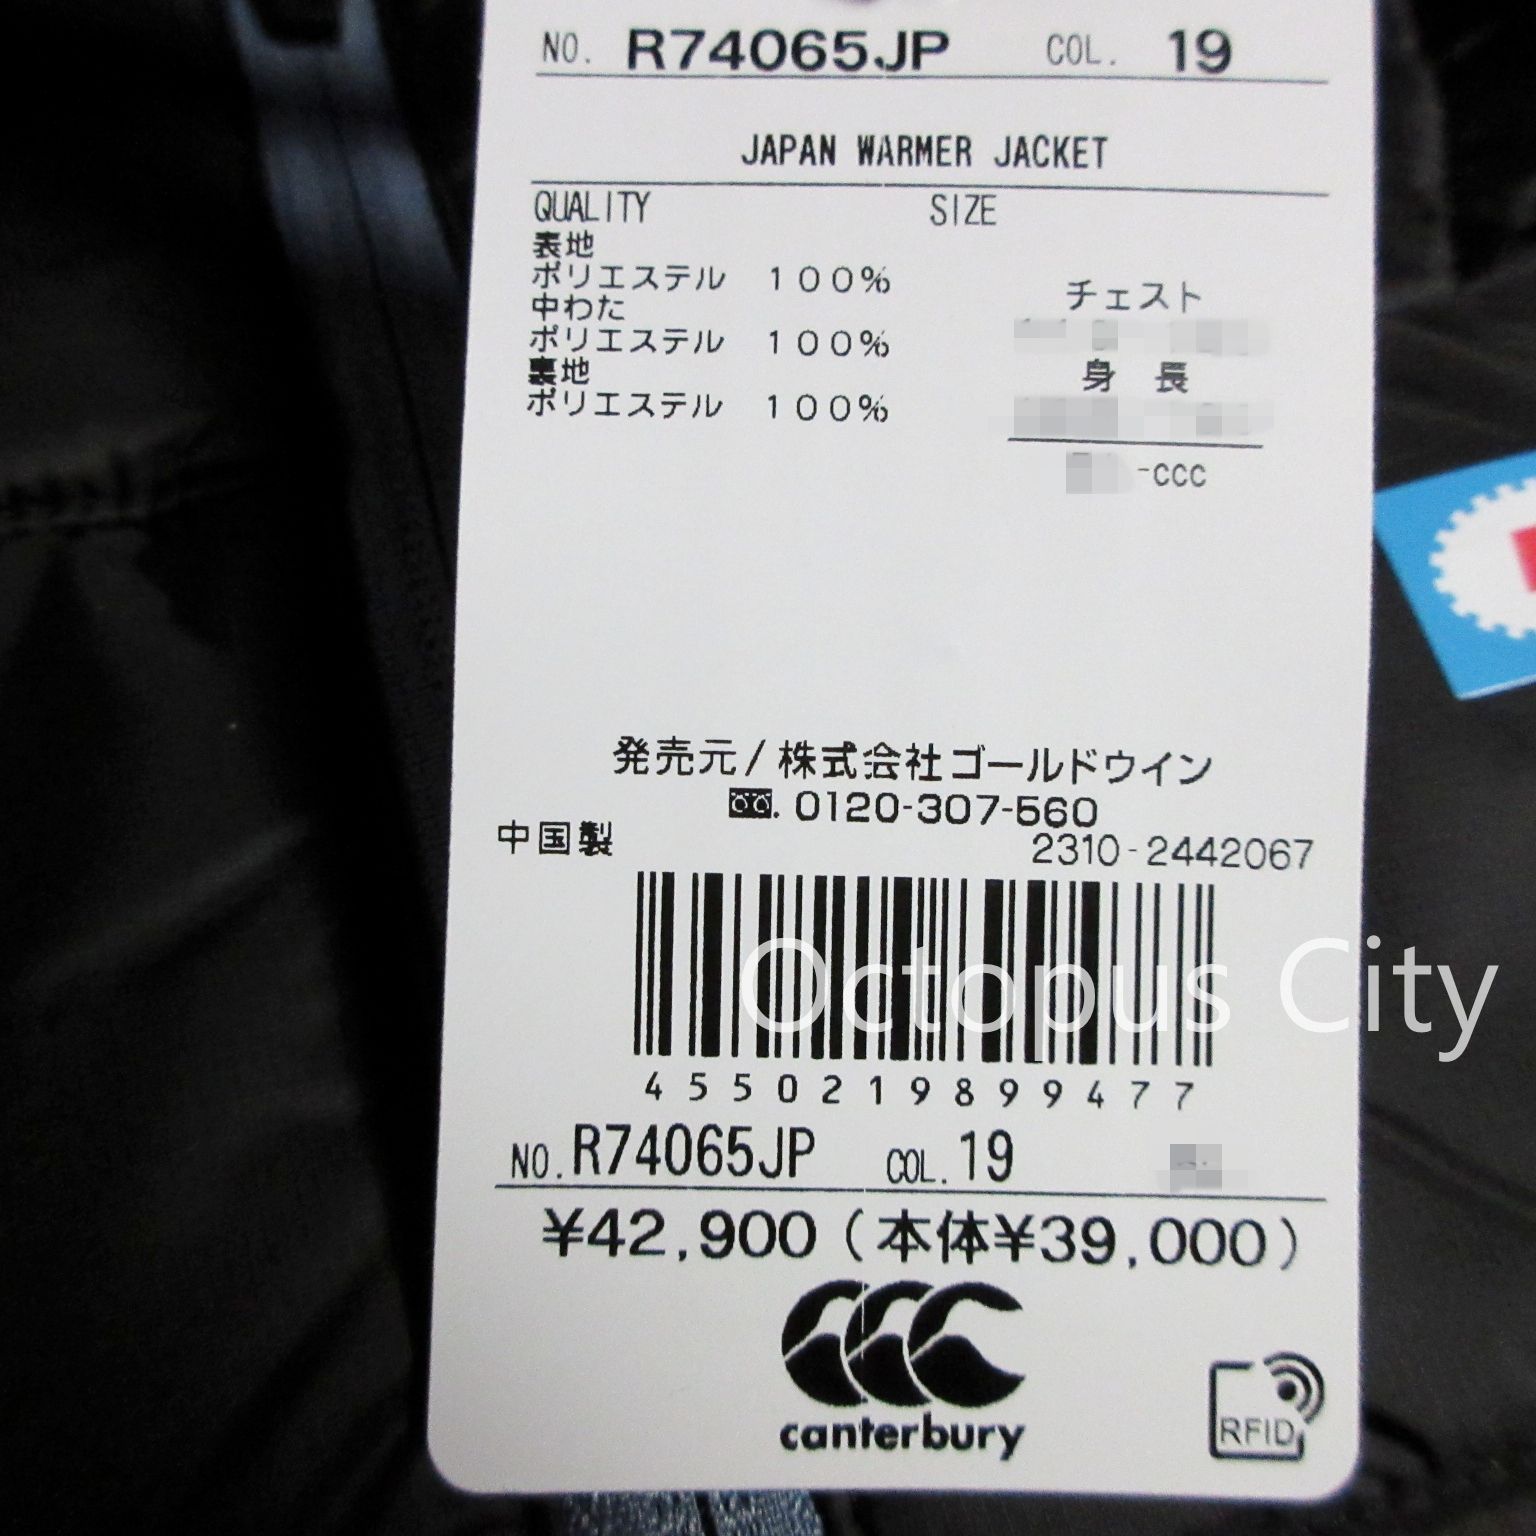 NO. R74065JP COL. 19
JAPAN WARMER JACKET
QUALITY SIZE
表地
ポリエステル 100%
中わた
ポリエステル 100%
裏地
ポリエステル 100%
チェスト
身 長
-CCC
発売元/株式会社ゴールドウイン
0120-307-560
中国製
2310-2442067
Octopus City
4550219899477
NO. R74065JP COL. 19
¥42,900(本体¥39,000)
canterbury
RFID